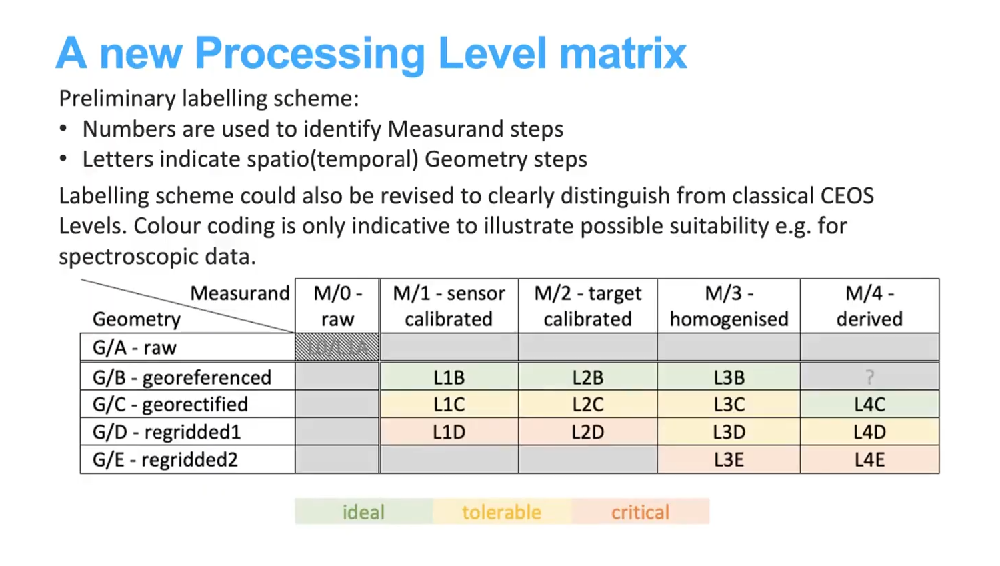 A new Processing Level matrix
Preliminary labelling scheme:
• Numbers are used to identify Measurand steps
• Letters indicate spatio(temporal) Geometry steps
Labelling scheme could also be revised to clearly distinguish from classical CEOS
Levels. Colour coding is only indicative to illustrate possible suitability e.g. for
spectroscopic data.
Measurand
Geometry
M/0 -
raw
M/1 - sensor
calibrated
M/2 - target
calibrated
M/3 -
homogenised
M/4 -
derived
G/A - raw L0/L1A
G/B - georeferenced L1B L2B L3B ?
G/C - georectified L1C L2C L3C L4C
G/D - regridded1 L1D L2D L3D L4D
G/E - regridded2 L3E L4E
ideal tolerable critical